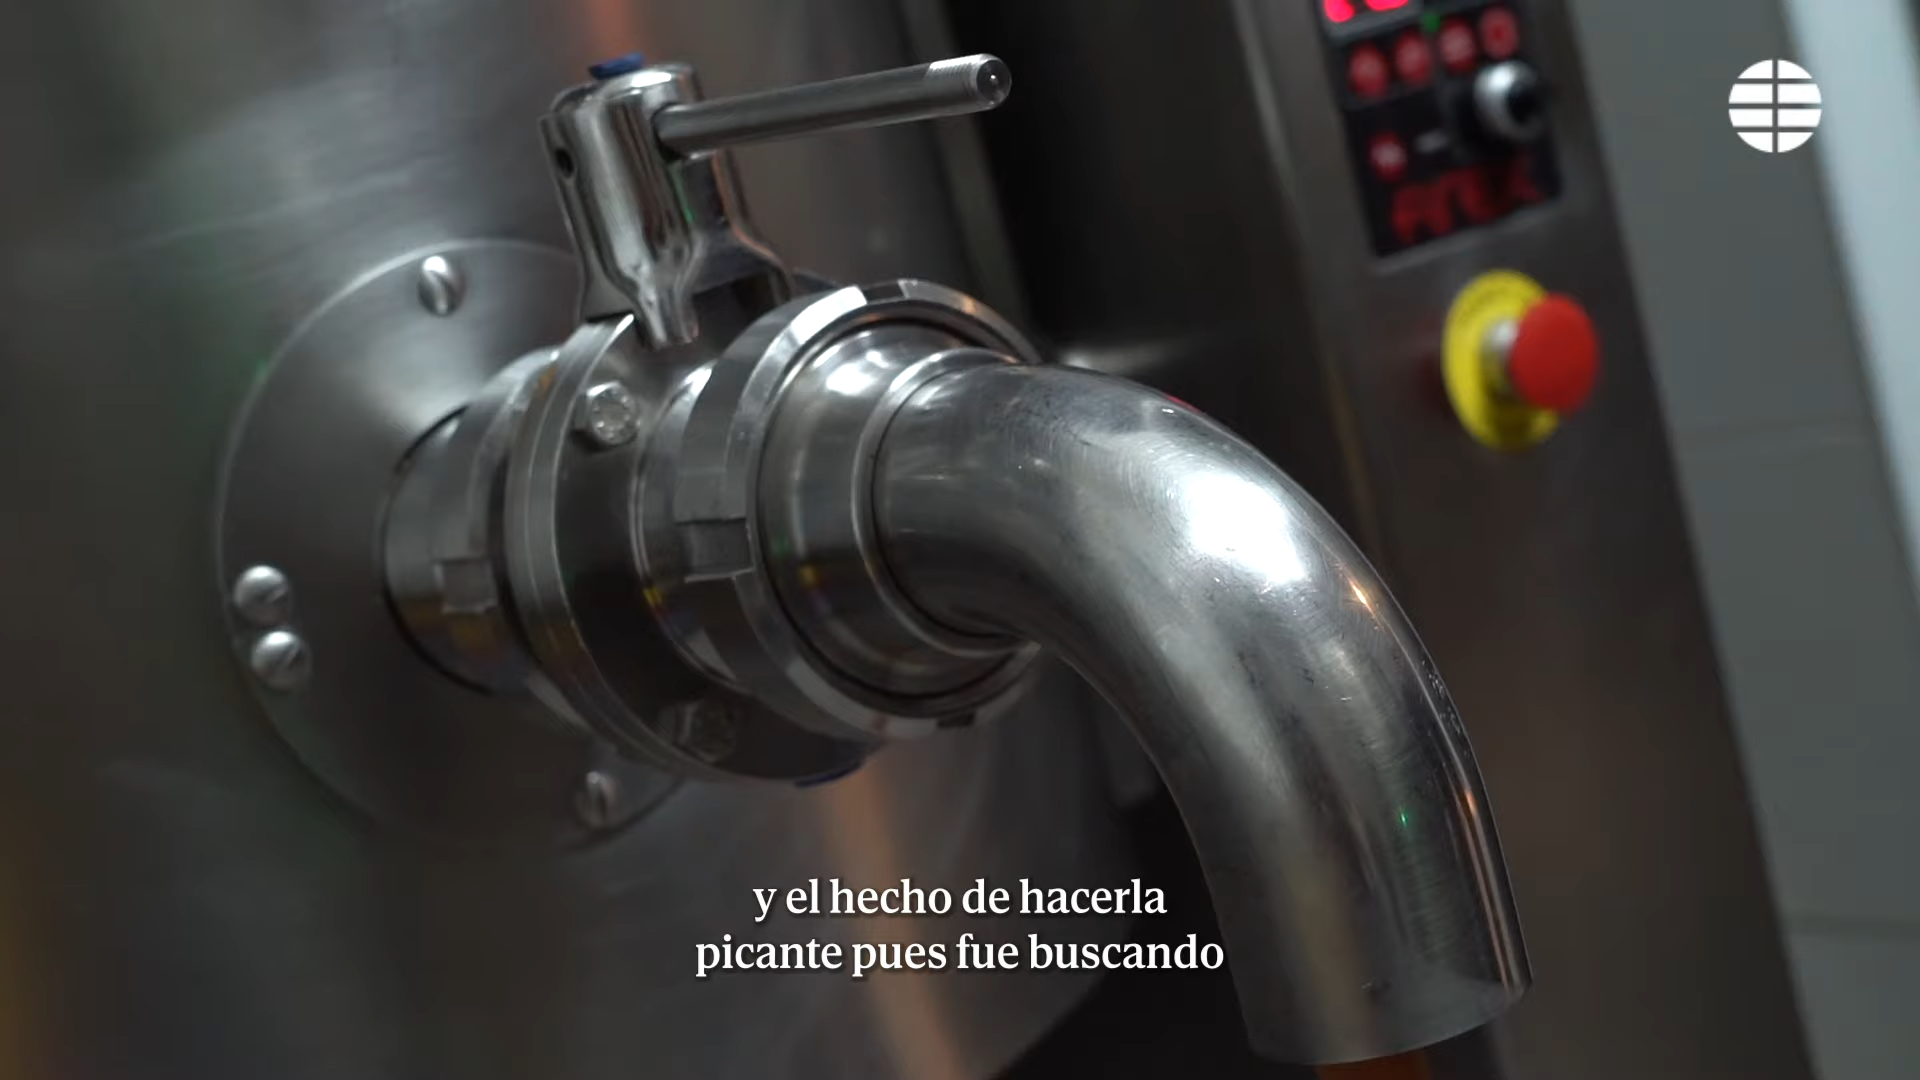 y el hecho de hacerla
picante pues fue buscando